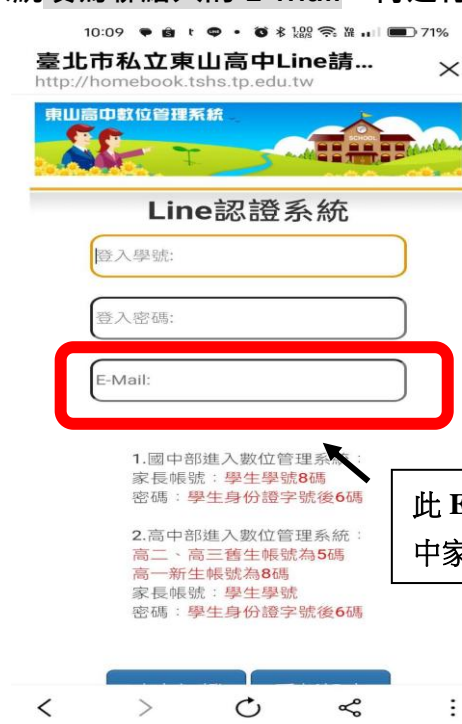 10:09 1.00 KB/S 71%
臺北市私立東山高中Line請...
http://homebook.tshs.tp.edu.tw
東山高中數位管理系統
SCHOOL
Line認證系統
登入學號:
登入密碼:
E-Mail:
1.國中部進入數位管理系統:
家長帳號:學生學號8碼
密碼:學生身份證字號後6碼
此 E
中家
2.高中部進入數位管理系統:
高二、高三舊生帳號為5碼
高一新生帳號為8碼
家長帳號:學生學號
密碼:學生身份證字號後6碼